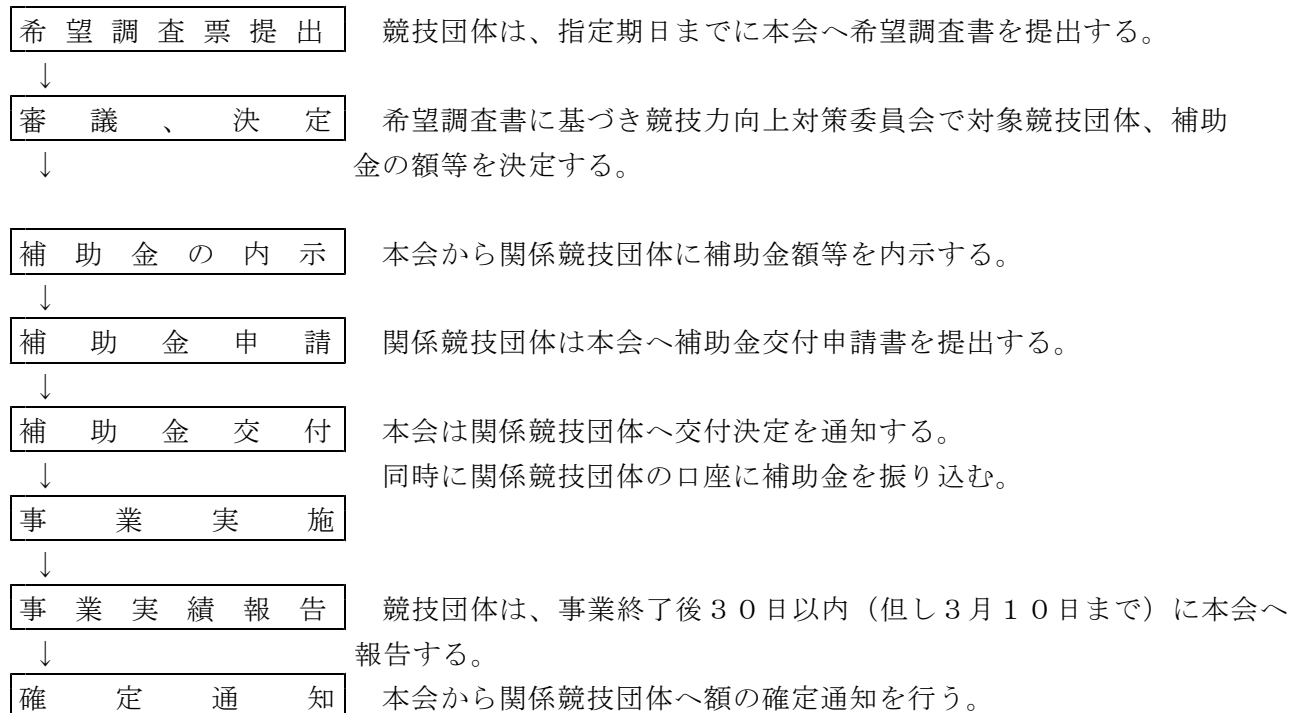 希望調査票提出　競技団体は、指定期日までに本会へ希望調査書を提出する。
↓
審議、決定　希望調査書に基づき競技力向上対策委員会で対象競技団体、補助
↓　金の額等を決定する。
補助金の内示　本会から関係競技団体に補助金額等を内示する。
↓
補助金申請　関係競技団体は本会へ補助金交付申請書を提出する。
↓
補助金交付　本会は関係競技団体へ交付決定を通知する。
↓　同時に関係競技団体の口座に補助金を振り込む。
事業実施
↓
事業実績報告　競技団体は、事業終了後３０日以内（但し３月１０日まで）に本会へ
↓　報告する。
確定通知　本会から関係競技団体へ額の確定通知を行う。